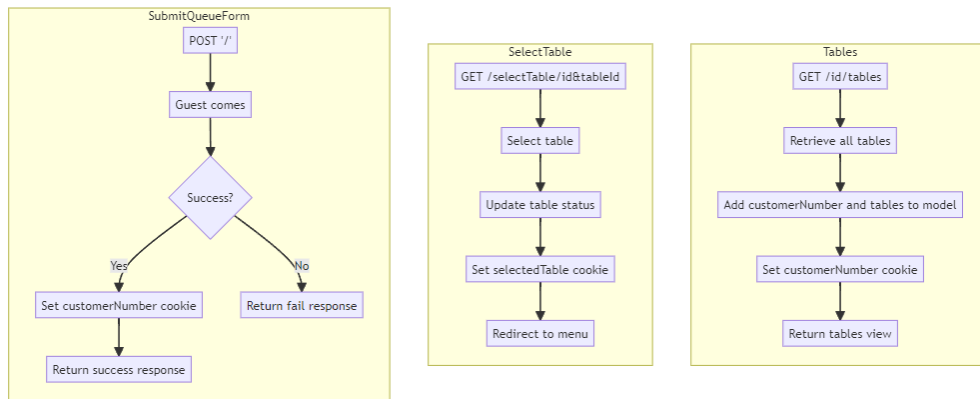 SubmitQueueForm
POST '/'
Guest comes
Success?
Yes
No
Set customerNumber cookie
Return fail response
Return success response
SelectTable
GET /selectTable/id&tableId
Select table
Update table status
Set selectedTable cookie
Redirect to menu
Tables
GET /id/tables
Retrieve all tables
Add customerNumber and tables to model
Set customerNumber cookie
Return tables view